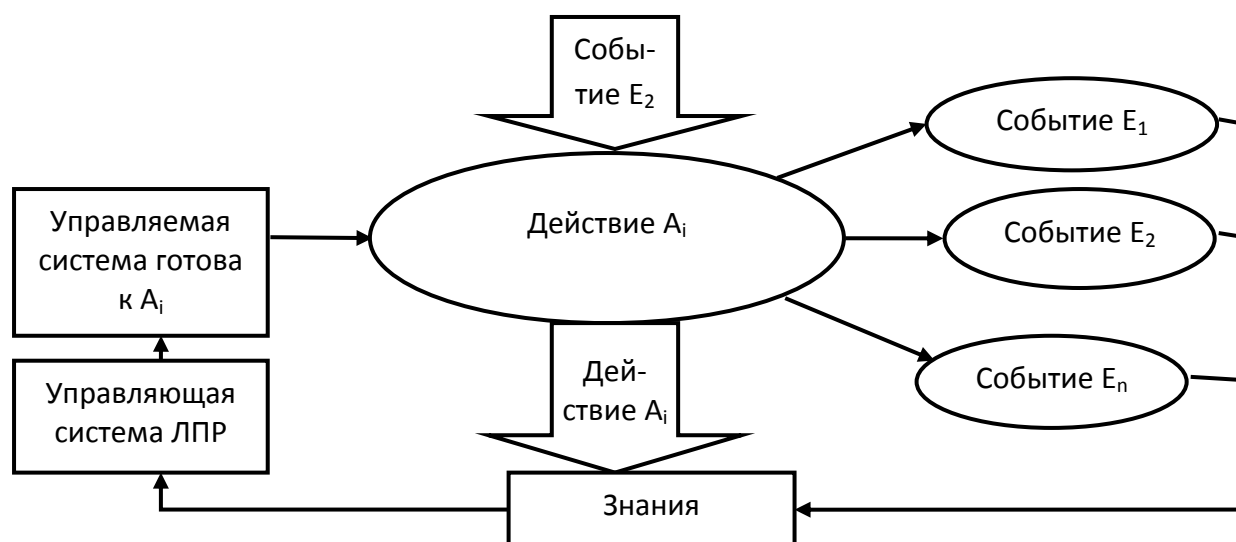 Собы-
тие E₂
Событие E₁
Управляемая
система готова
к Aᵢ
Действие Aᵢ
Событие E₂
Событие Eₙ
Управляющая
система ЛПР
Дей-
ствие Aᵢ
Знания